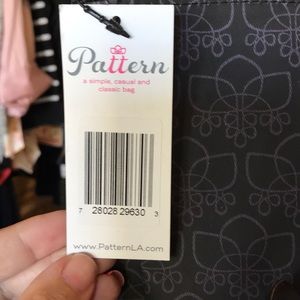 Pattern
a simple, casual and
classic bag
7 28028 29630 3
www.PatternLA.com